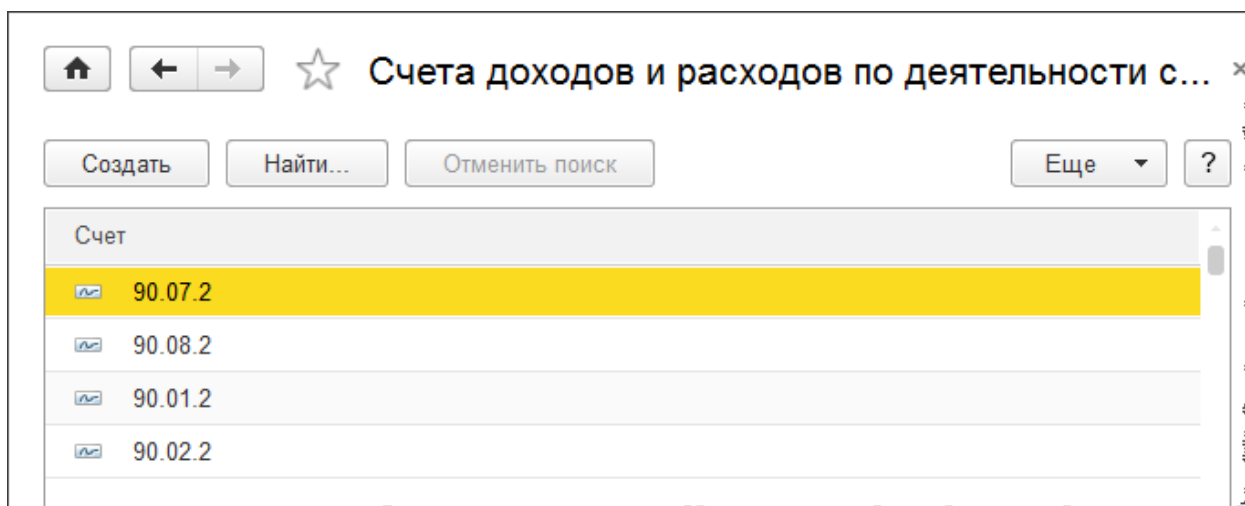 Счета доходов и расходов по деятельности с...
Создать Найти... Отменить поиск Еще ?
Счет
90.07.2
90.08.2
90.01.2
90.02.2